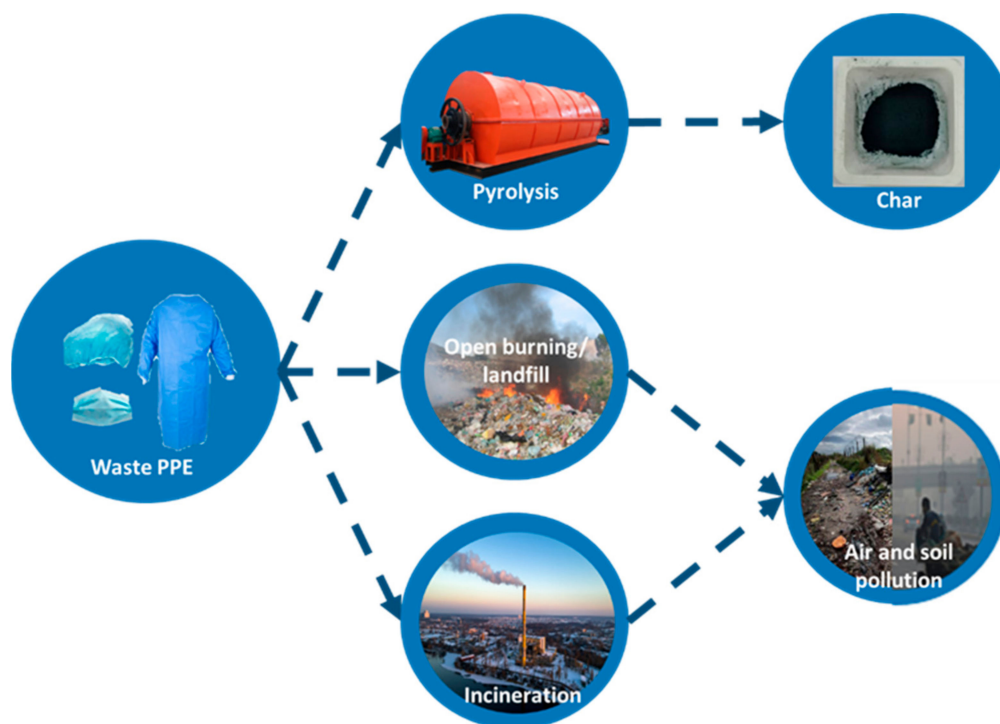 Pyrolysis
Char
Waste PPE
Open burning/
landfill
Air and soil
pollution
Incineration